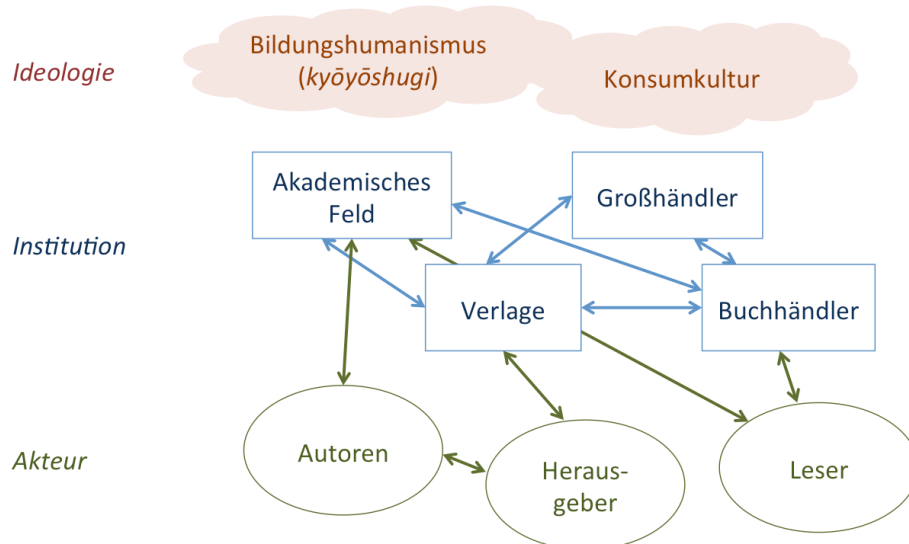 Ideologie
Bildungshumanismus
(kyōyōshugi)
Konsumkultur
Institution
Akademisches
Feld
Großhändler
Verlage
Buchhändler
Akteur
Autoren
Heraus-
geber
Leser